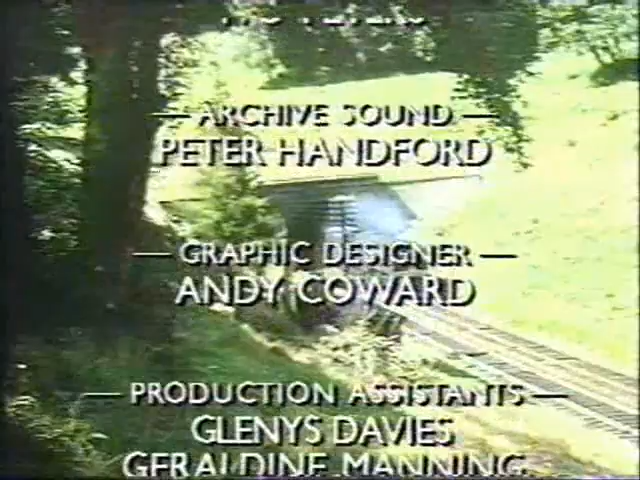 — ARCHIVE SOUND —
PETER HANDFORD
— GRAPHIC DESIGNER —
ANDY COWARD
— PRODUCTION ASSISTANTS —
GLENYS DAVIES
GERALDINE MANNING